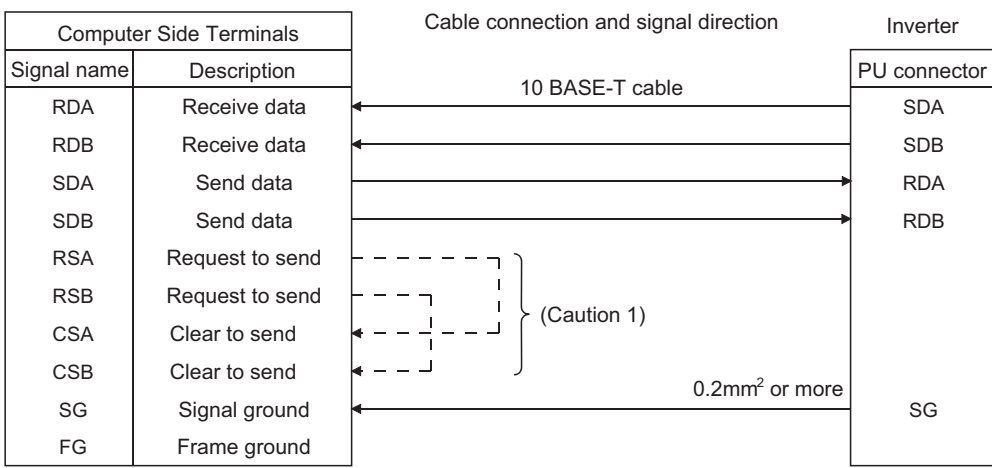 Cable connection and signal direction
Inverter
Computer Side Terminals
Signal name Description PU connector
10 BASE-T cable
RDA Receive data SDA
RDB Receive data SDB
SDA Send data RDA
SDB Send data RDB
RSA Request to send
RSB Request to send
(Caution 1)
CSA Clear to send
CSB Clear to send
0.2mm² or more
SG Signal ground SG
FG Frame ground